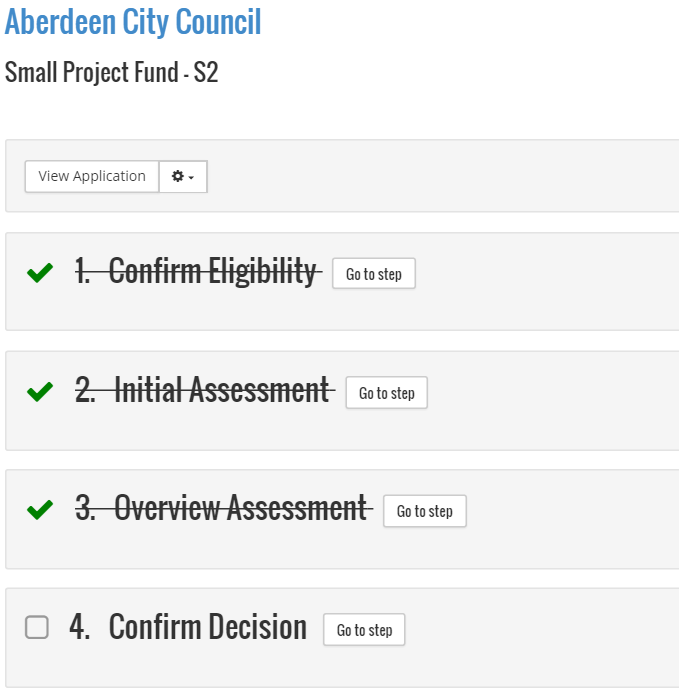 Aberdeen City Council
Small Project Fund - S2
View Application
1. Confirm Eligibility Go to step
2. Initial Assessment Go to step
3. Overview Assessment Go to step
4. Confirm Decision Go to step